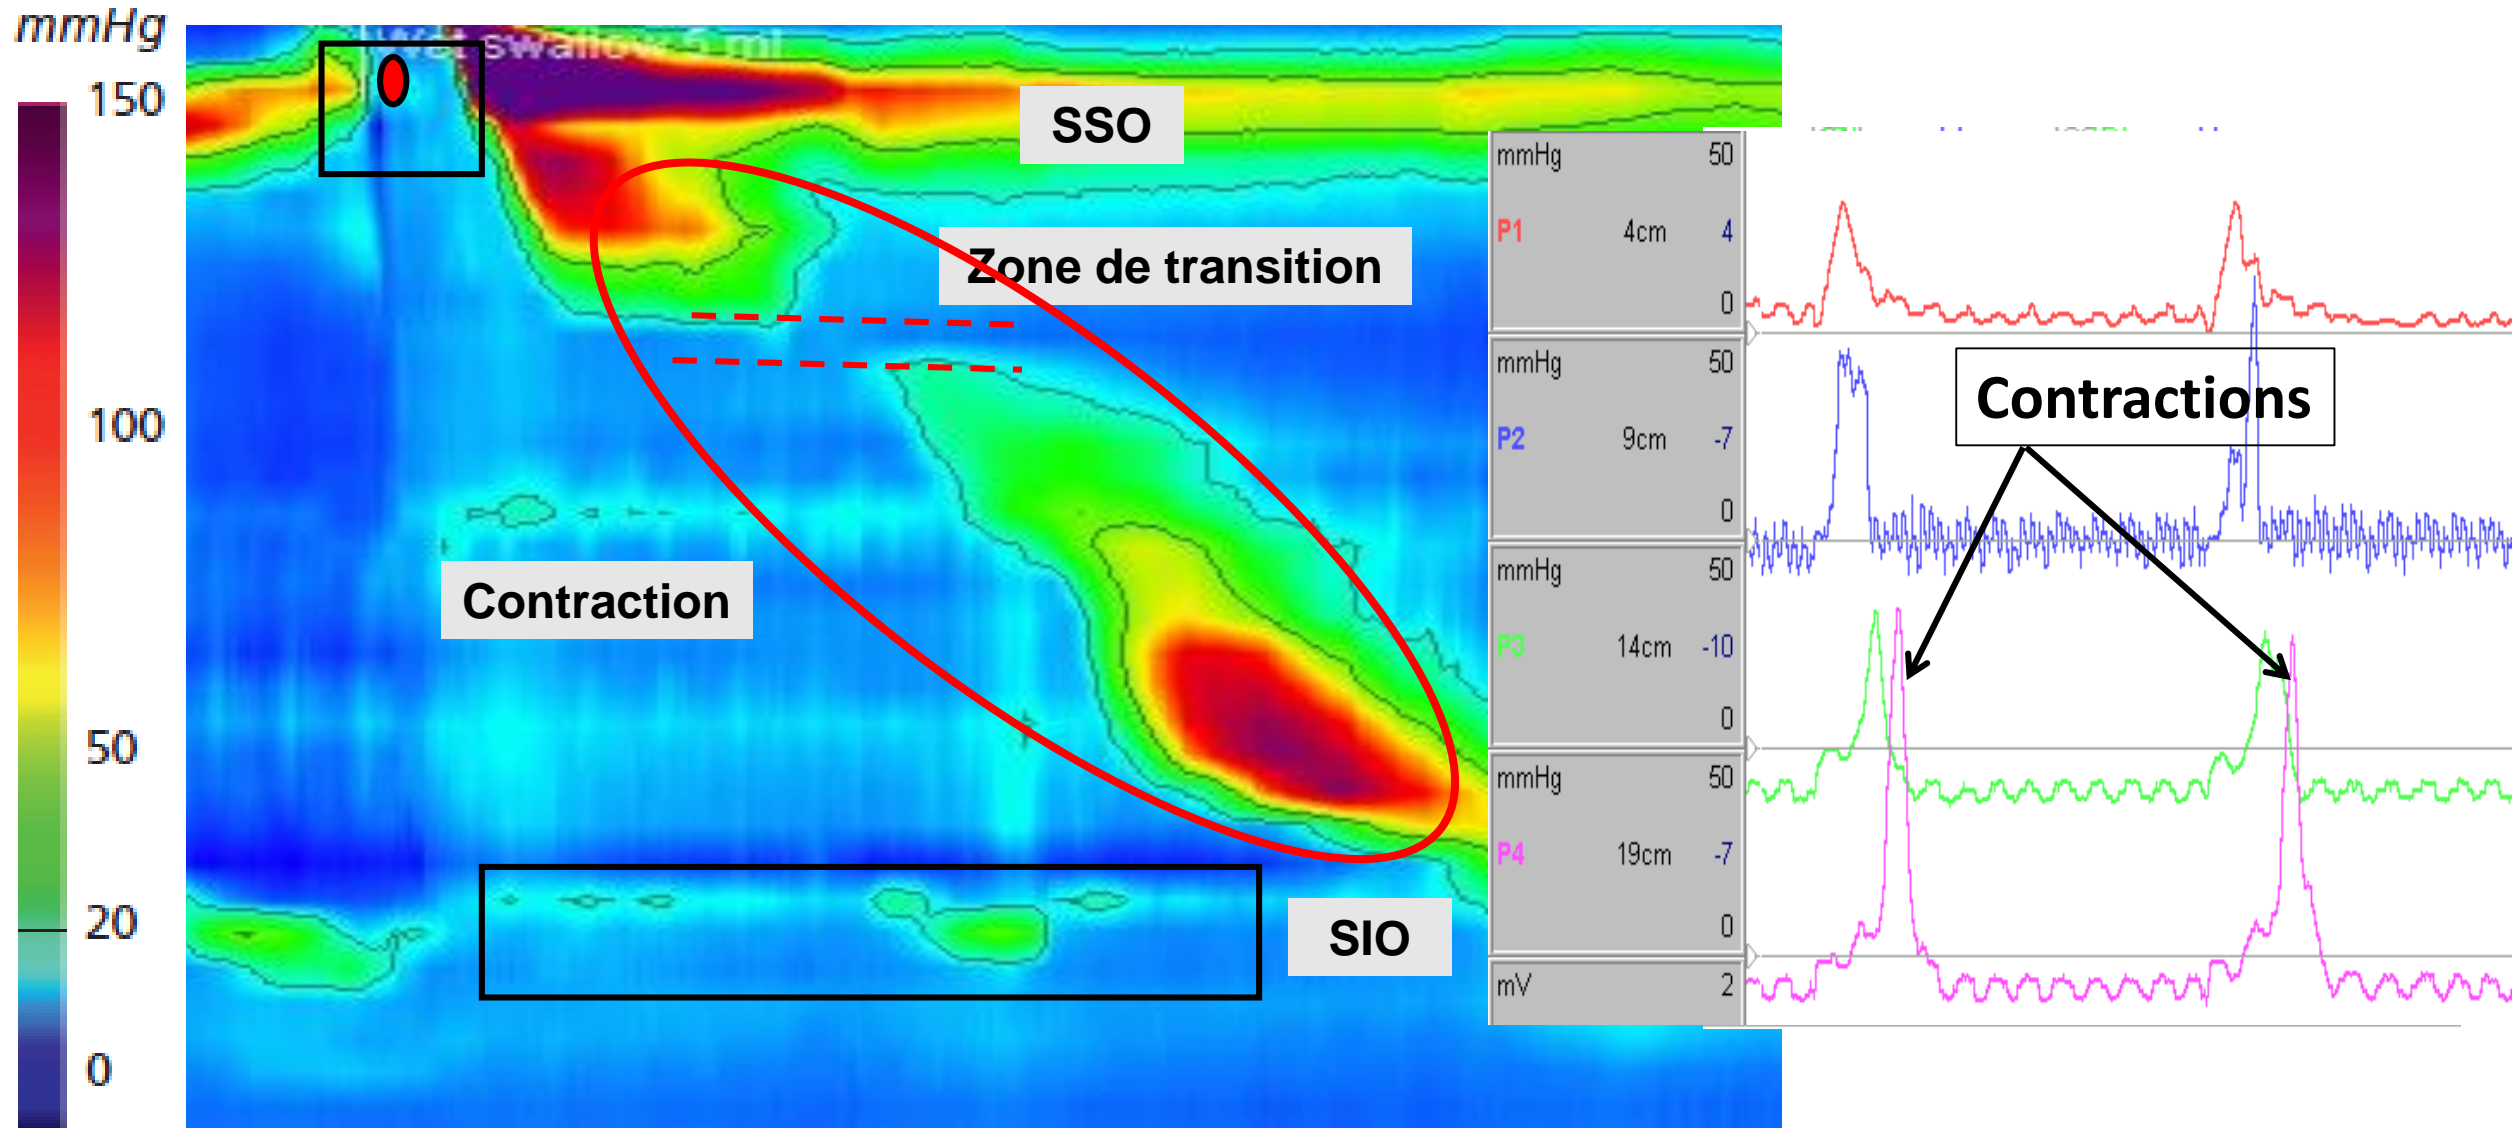 mmHg
150
100
50
20
0
Wet swallow 5 ml
SSO
Zone de transition
Contraction
SIO
mmHg 50
P1 4cm 4
0
mmHg 50
P2 9cm -7
0
mmHg 50
P3 14cm -10
0
mmHg 50
P4 19cm -7
0
mV 2
Contractions